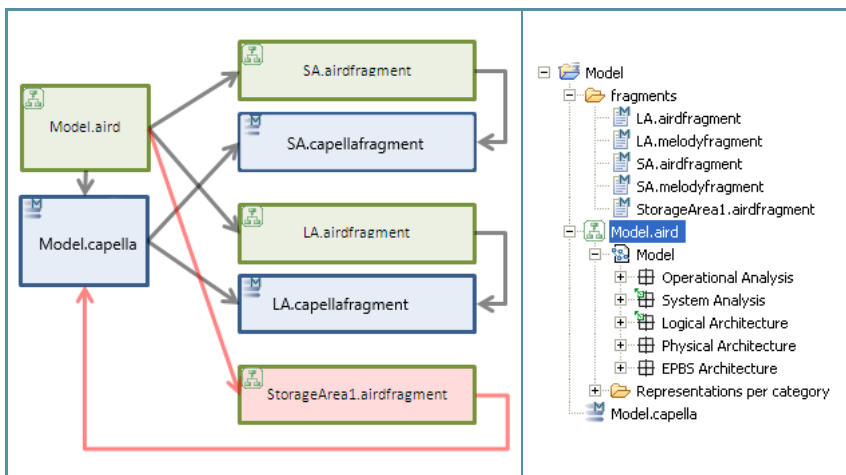 Model.aird
Model.capella
SA.airdfragment
SA.capellafragment
LA.airdfragment
LA.capellafragment
StorageArea1.airdfragment
Model
fragments
LA.airdfragment
LA.melodyfragment
SA.airdfragment
SA.melodyfragment
StorageArea1.airdfragment
Model.aird
Model
Operational Analysis
System Analysis
Logical Architecture
Physical Architecture
EPBS Architecture
Representations per category
Model.capella